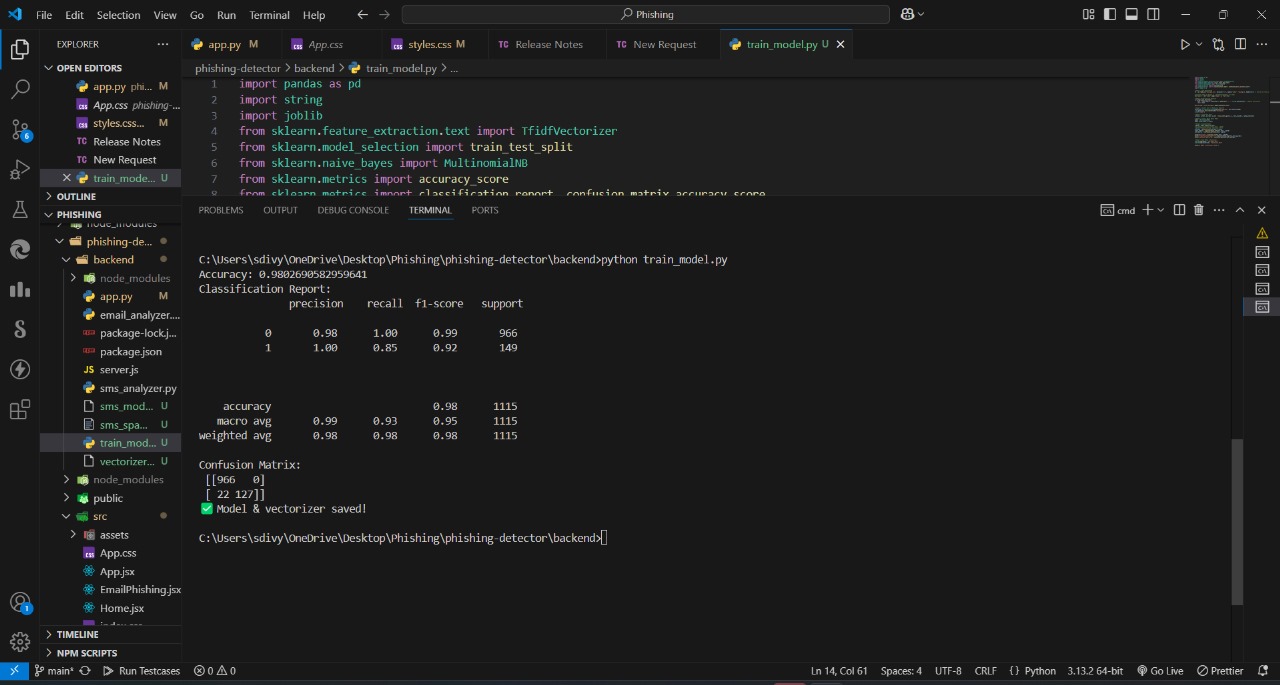 File Edit Selection View Go Run Terminal Help
Phishing
EXPLORER
OPEN EDITORS
app.py phi... M
App.css phishing-...
styles.css... M
TC Release Notes
TC New Request
train_mode... U
OUTLINE
PHISHING
node_modules
phishing-de...
backend
node_modules
app.py M
email_analyzer....
package-lock.j...
package.json
JS server.js
sms_analyzer.py
sms_mod... U
sms_spa... U
train_mod... U
vectorizer... U
node_modules
public
src
assets
App.css
App.jsx
EmailPhishing.jsx
Home.jsx
index.css
TIMELINE
NPM SCRIPTS
6
1
app.py M
App.css
styles.css M
TC Release Notes
TC New Request
train_model.py U
phishing-detector > backend > train_model.py > ...
1 import pandas as pd
2 import string
3 import joblib
4 from sklearn.feature_extraction.text import TfidfVectorizer
5 from sklearn.model_selection import train_test_split
6 from sklearn.naive_bayes import MultinomialNB
7 from sklearn.metrics import accuracy_score
8 from sklearn.metrics import classification_report, confusion_matrix, accuracy_score
PROBLEMS OUTPUT DEBUG CONSOLE TERMINAL PORTS
cmd
C:\Users\sdivy\OneDrive\Desktop\Phishing\phishing-detector\backend>python train_model.py
Accuracy: 0.9802690582959641
Classification Report:
precision recall f1-score support
0 0.98 1.00 0.99 966
1 1.00 0.85 0.92 149
accuracy 0.98 1115
macro avg 0.99 0.93 0.95 1115
weighted avg 0.98 0.98 0.98 1115
Confusion Matrix:
[[966 0]
[ 22 127]]
✅ Model & vectorizer saved!
C:\Users\sdivy\OneDrive\Desktop\Phishing\phishing-detector\backend>
main* Run Testcases 0 0 Ln 14, Col 61 Spaces: 4 UTF-8 CRLF {} Python 3.13.2 64-bit Go Live Prettier